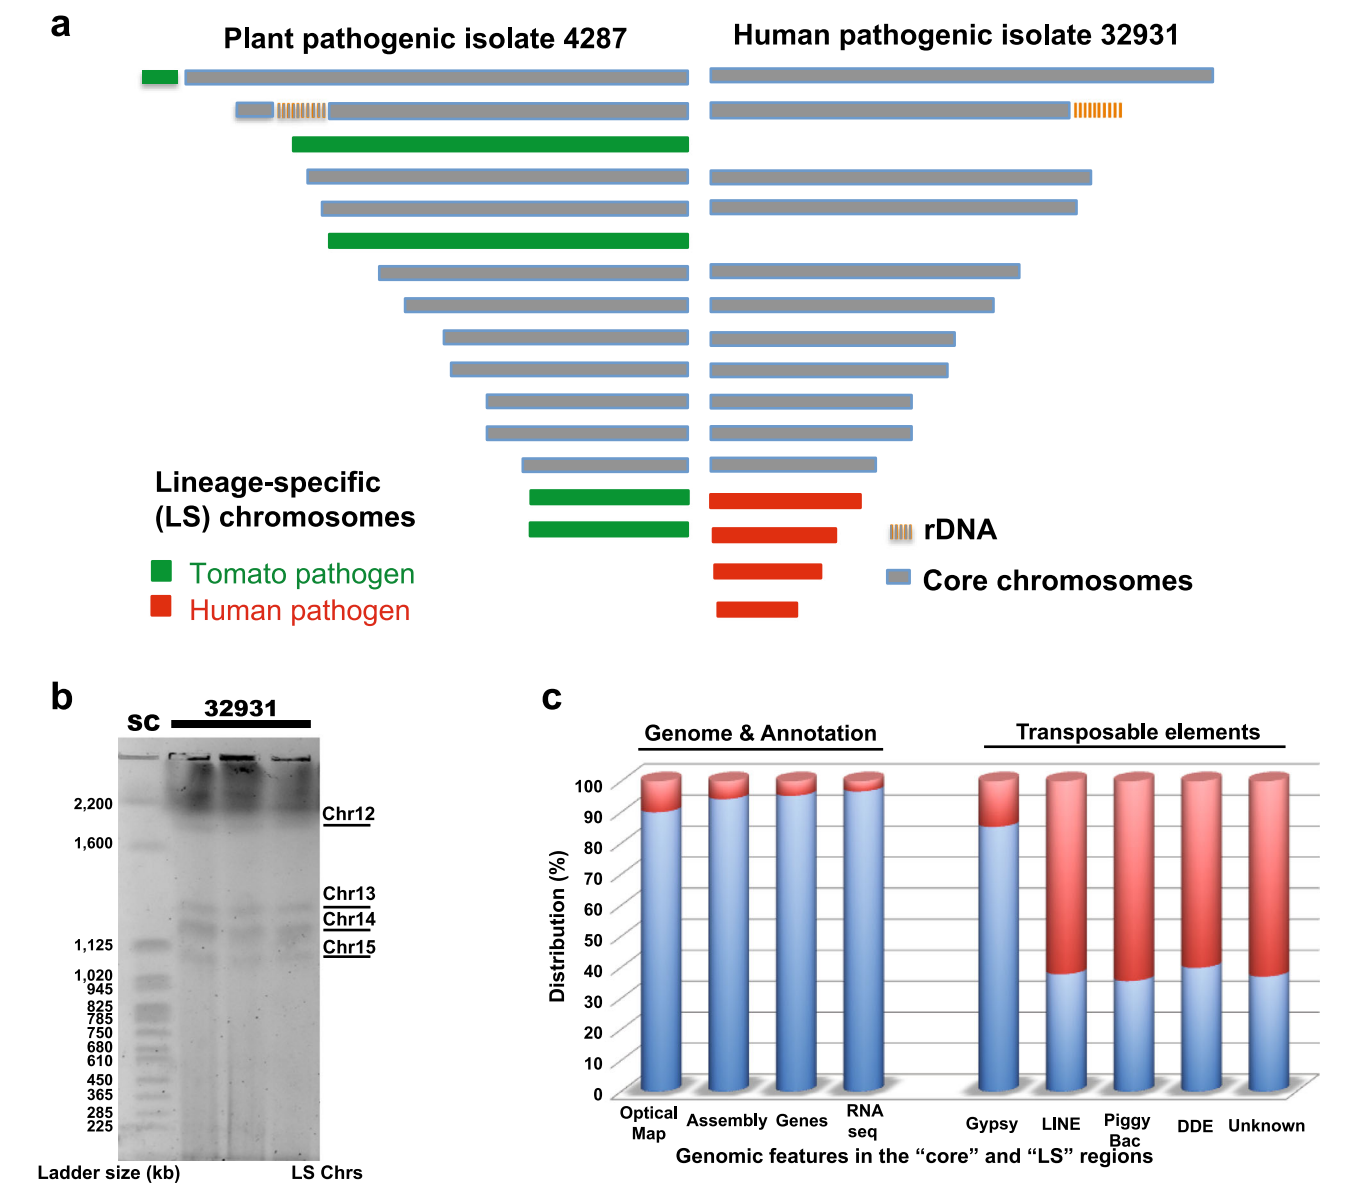 a
Plant pathogenic isolate 4287
Human pathogenic isolate 32931
Lineage-specific
(LS) chromosomes
Tomato pathogen
Human pathogen
rDNA
Core chromosomes
b
SC
32931
2,200
1,600
1,125
1,020
945
825
785
750
680
610
450
365
285
225
Chr12
Chr13
Chr14
Chr15
Ladder size (kb)
LS Chrs
c
Genome & Annotation
Transposable elements
Distribution (%)
100
90
80
70
60
50
40
30
20
10
0
Optical
Map
Assembly
Genes
RNA
seq
Gypsy
LINE
Piggy
Bac
DDE
Unknown
Genomic features in the “core” and “LS” regions